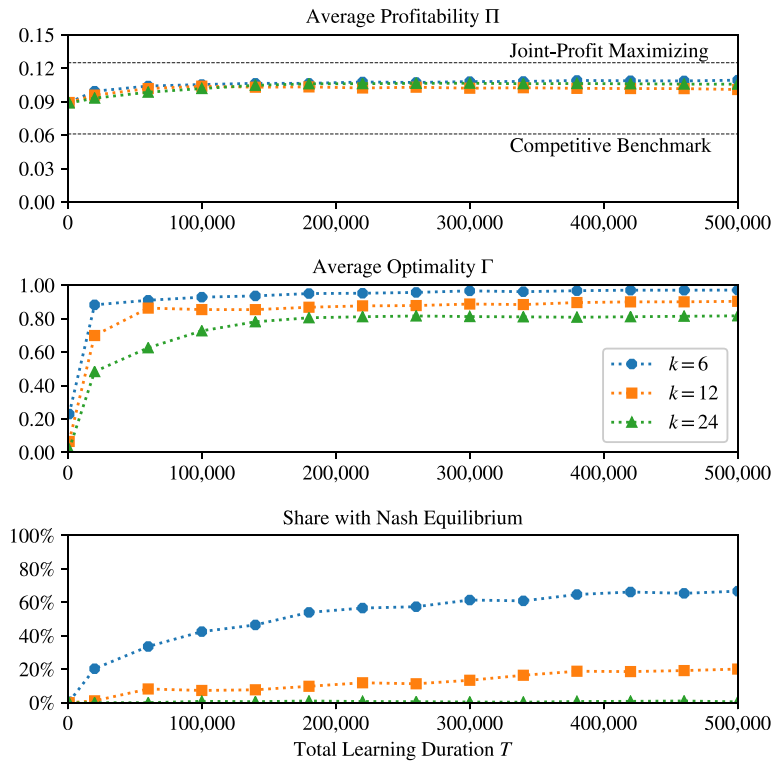 Average Profitability Π
0.15
0.12
0.09
0.06
0.03
0.00
Joint-Profit Maximizing
Competitive Benchmark
0 100,000 200,000 300,000 400,000 500,000
Average Optimality Γ
1.00
0.80
0.60
0.40
0.20
0.00
k = 6
k = 12
k = 24
0 100,000 200,000 300,000 400,000 500,000
Share with Nash Equilibrium
100%
80%
60%
40%
20%
0%
0 100,000 200,000 300,000 400,000 500,000
Total Learning Duration T